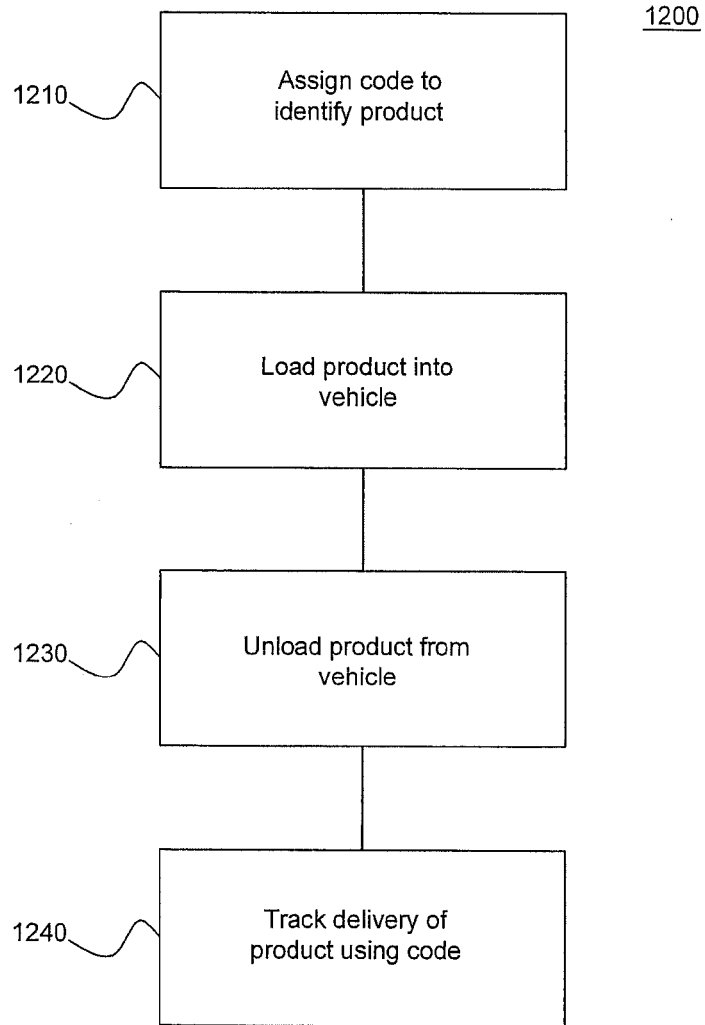 1200
1210
Assign code to
identify product
1220
Load product into
vehicle
1230
Unload product from
vehicle
1240
Track delivery of
product using code